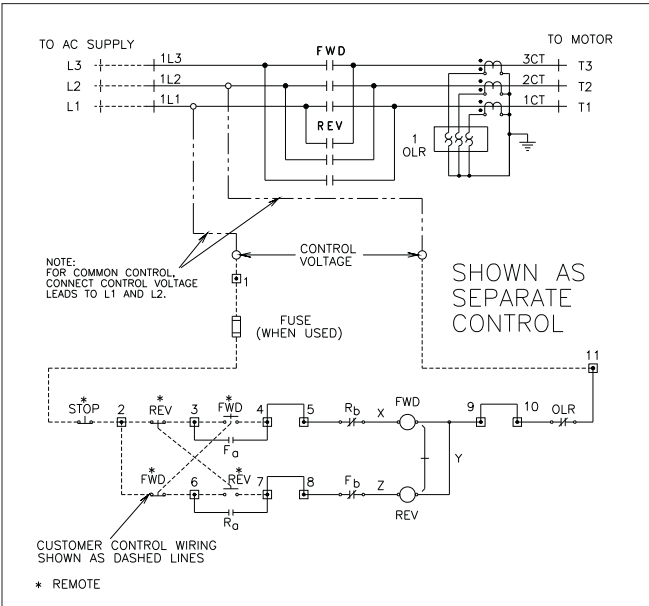 TO AC SUPPLY
FWD
TO MOTOR
L3 1L3 3CT T3
L2 1L2 2CT T2
L1 1L1 1CT T1
REV
1
OLR
NOTE:
FOR COMMON CONTROL,
CONNECT CONTROL VOLTAGE
LEADS TO L1 AND L2.
CONTROL
VOLTAGE
1
FUSE
(WHEN USED)
SHOWN AS
SEPARATE
CONTROL
11
* STOP 2 * REV 3 * FWD 4 5 Rb X FWD 9 10 OLR
Fa
Y
* FWD 6 * REV 7 8 Fb Z REV
Ra
CUSTOMER CONTROL WIRING
SHOWN AS DASHED LINES
* REMOTE